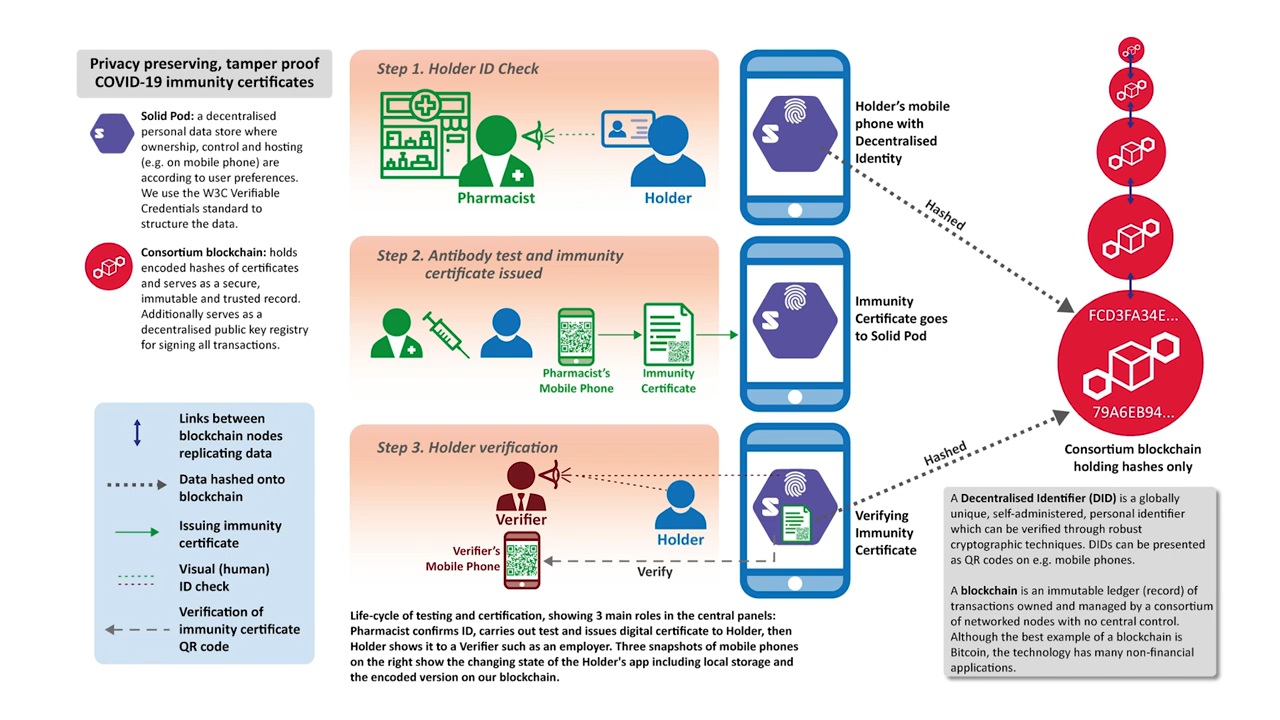 Privacy preserving, tamper proof
COVID-19 immunity certificates
Solid Pod: a decentralised
personal data store where
ownership, control and hosting
(e.g. on mobile phone) are
according to user preferences.
We use the W3C Verifiable
Credentials standard to
structure the data.
Consortium blockchain: holds
encoded hashes of certificates
and serves as a secure,
immutable and trusted record.
Additionally serves as a
decentralised public key registry
for signing all transactions.
Links between
blockchain nodes
replicating data
Data hashed onto
blockchain
Issuing immunity
certificate
Visual (human)
ID check
Verification of
immunity certificate
QR code
Step 1. Holder ID Check
Pharmacist
Holder
S
Holder's mobile
phone with
Decentralised
Identity
Step 2. Antibody test and immunity
certificate issued
Pharmacist's
Mobile Phone
Immunity
Certificate
S
Immunity
Certificate goes
to Solid Pod
Step 3. Holder verification
Verifier
Holder
Verifier's
Mobile Phone
Verify
S
Verifying
Immunity
Certificate
Life-cycle of testing and certification, showing 3 main roles in the central panels:
Pharmacist confirms ID, carries out test and issues digital certificate to Holder, then
Holder shows it to a Verifier such as an employer. Three snapshots of mobile phones
on the right show the changing state of the Holder's app including local storage and
the encoded version on our blockchain.
Hashed
Hashed
FCD3FA34E...
79A6EB94...
Consortium blockchain
holding hashes only
A Decentralised Identifier (DID) is a globally
unique, self-administered, personal identifier
which can be verified through robust
cryptographic techniques. DIDs can be presented
as QR codes on e.g. mobile phones.
A blockchain is an immutable ledger (record) of
transactions owned and managed by a consortium
of networked nodes with no central control.
Although the best example of a blockchain is
Bitcoin, the technology has many non-financial
applications.
S